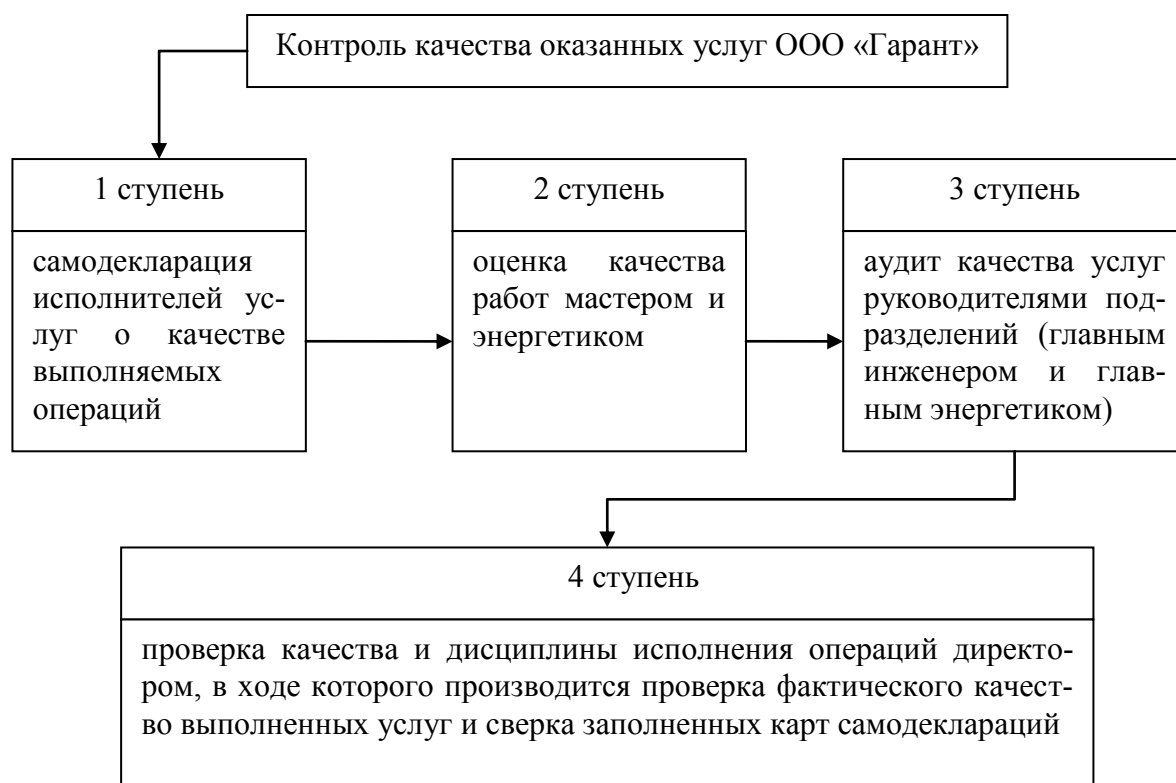 Контроль качества оказанных услуг ООО «Гарант»
1 ступень
самодекларация
исполнителей ус-
луг о качестве
выполняемых
операций
2 ступень
оценка качества
работ мастером и
энергетиком
3 ступень
аудит качества услуг
руководителями под-
разделений (главным
инженером и глав-
ным энергетиком)
4 ступень
проверка качества и дисциплины исполнения операций директо-
ром, в ходе которого производится проверка фактического качест-
во выполненных услуг и сверка заполненных карт самодеклараций